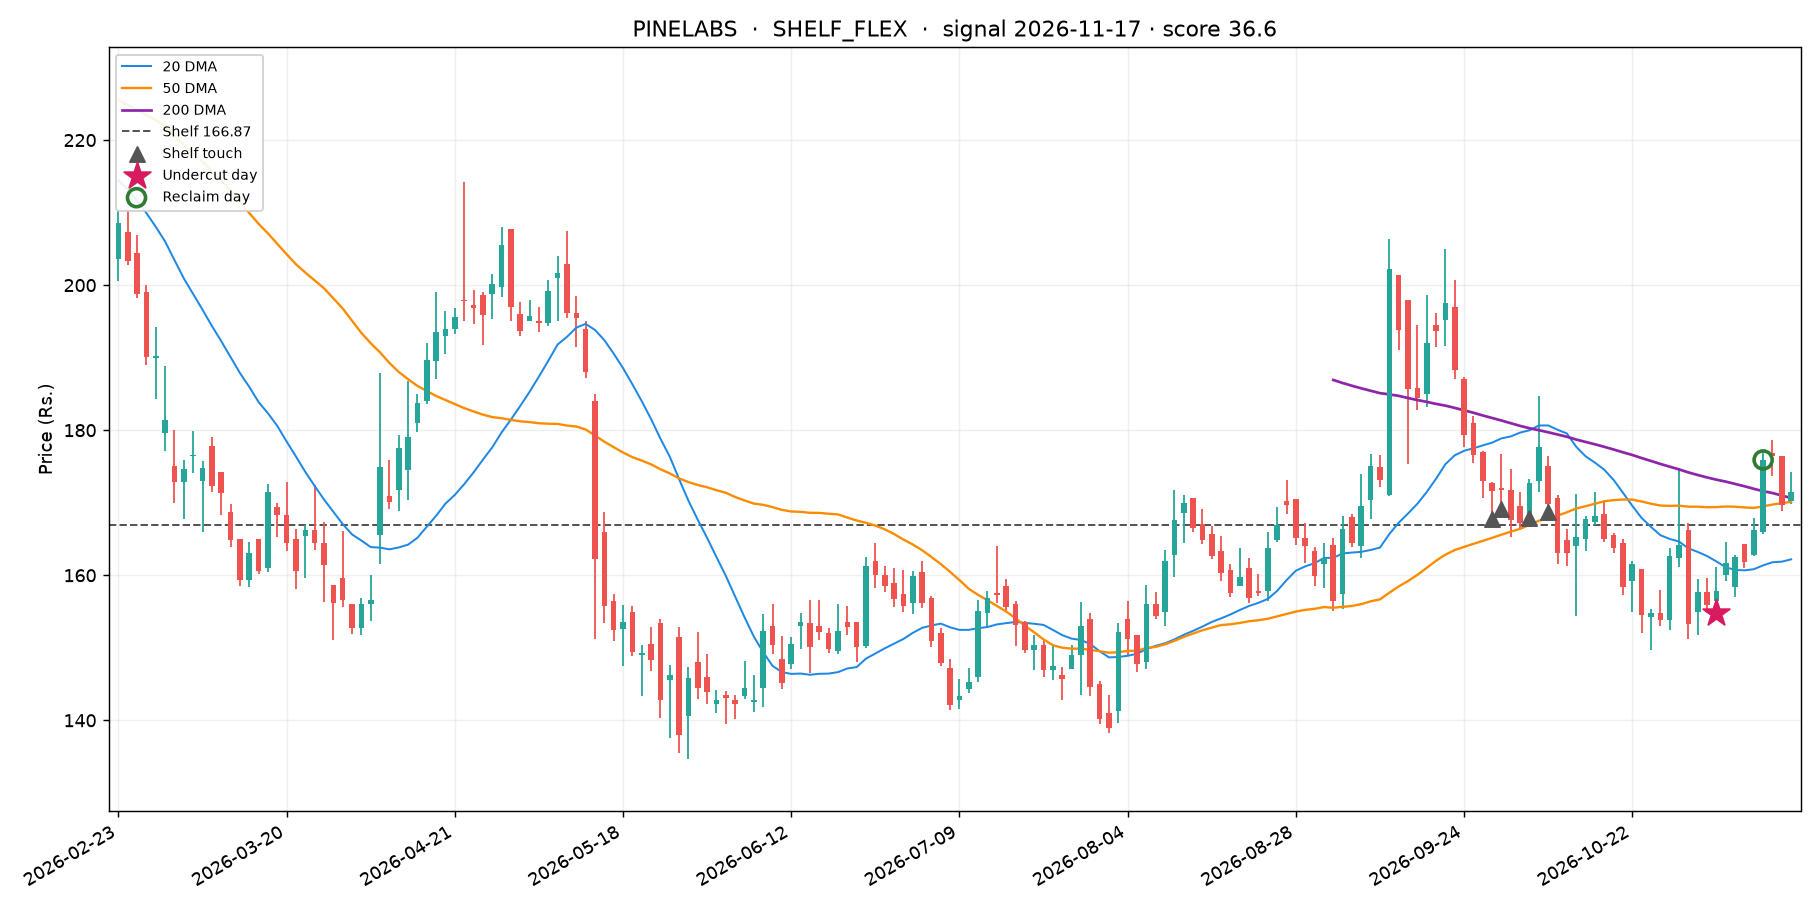 PINELABS · SHELF_FLEX · signal 2026-11-17 · score 36.6
20 DMA
50 DMA
200 DMA
Shelf 166.87
Shelf touch
Undercut day
Reclaim day
Price (Rs.)
220
200
180
160
140
2026-02-23
2026-03-20
2026-04-21
2026-05-18
2026-06-12
2026-07-09
2026-08-04
2026-08-28
2026-09-24
2026-10-22